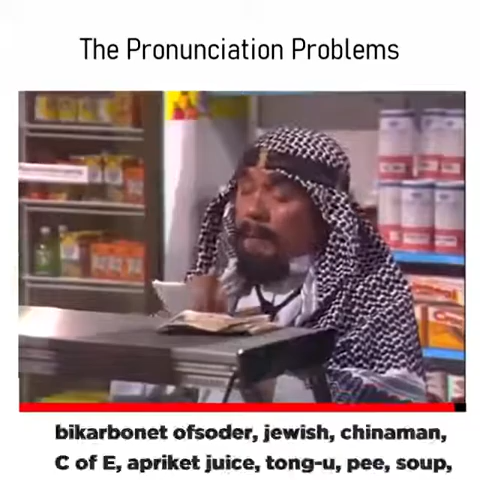 The Pronunciation Problems
bikarbonet ofsoder, jewish, chinaman,
C of E, apriket juice, tong-u, pee, soup,